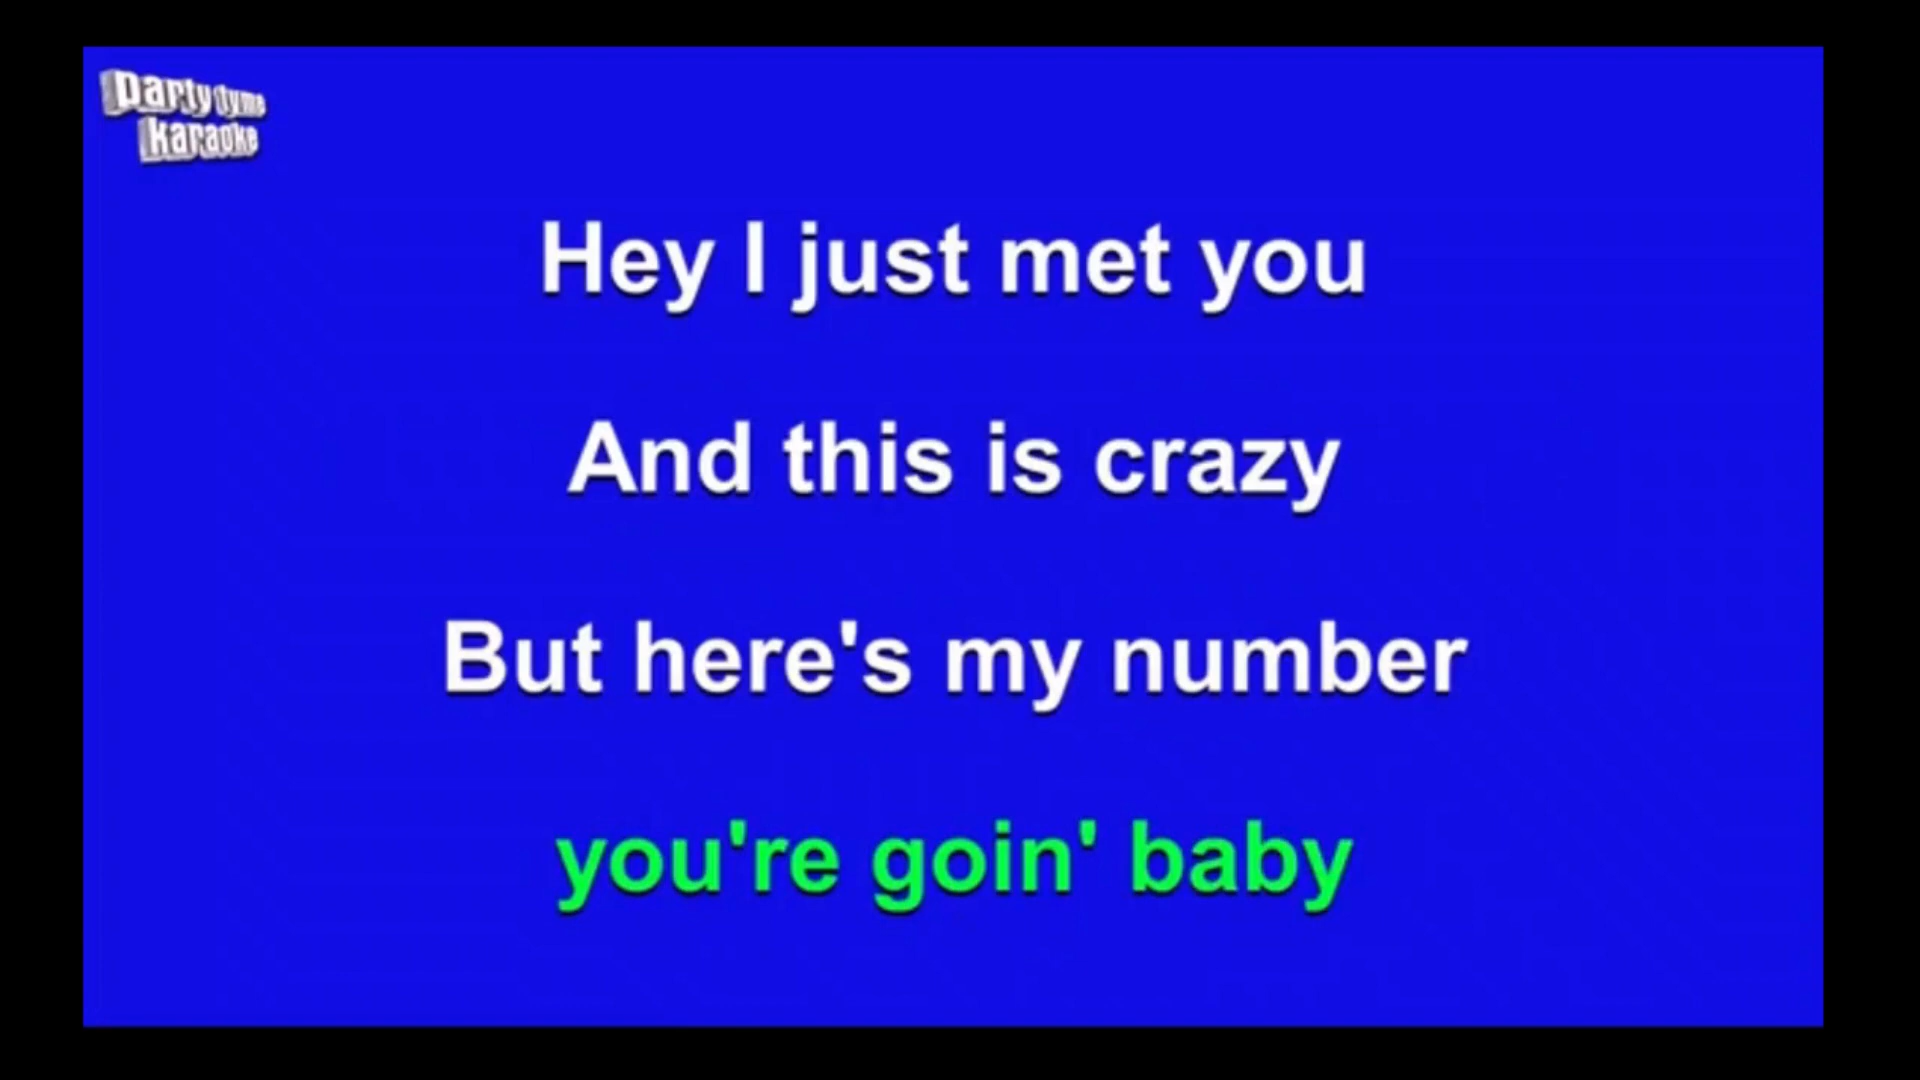 party tyme
karaoke
Hey I just met you
And this is crazy
But here's my number
you're goin' baby